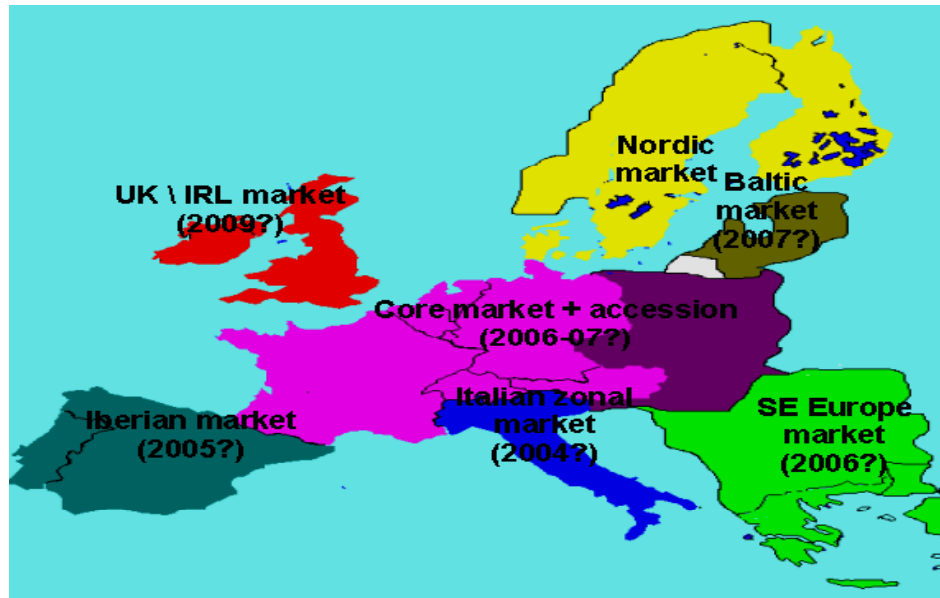 Nordic
market
Baltic
market
(2007?)
UK \ IRL market
(2009?)
Core market + accession
(2006-07?)
Italian zonal
market
(2004?)
Iberian market
(2005?)
SE Europe
market
(2006?)